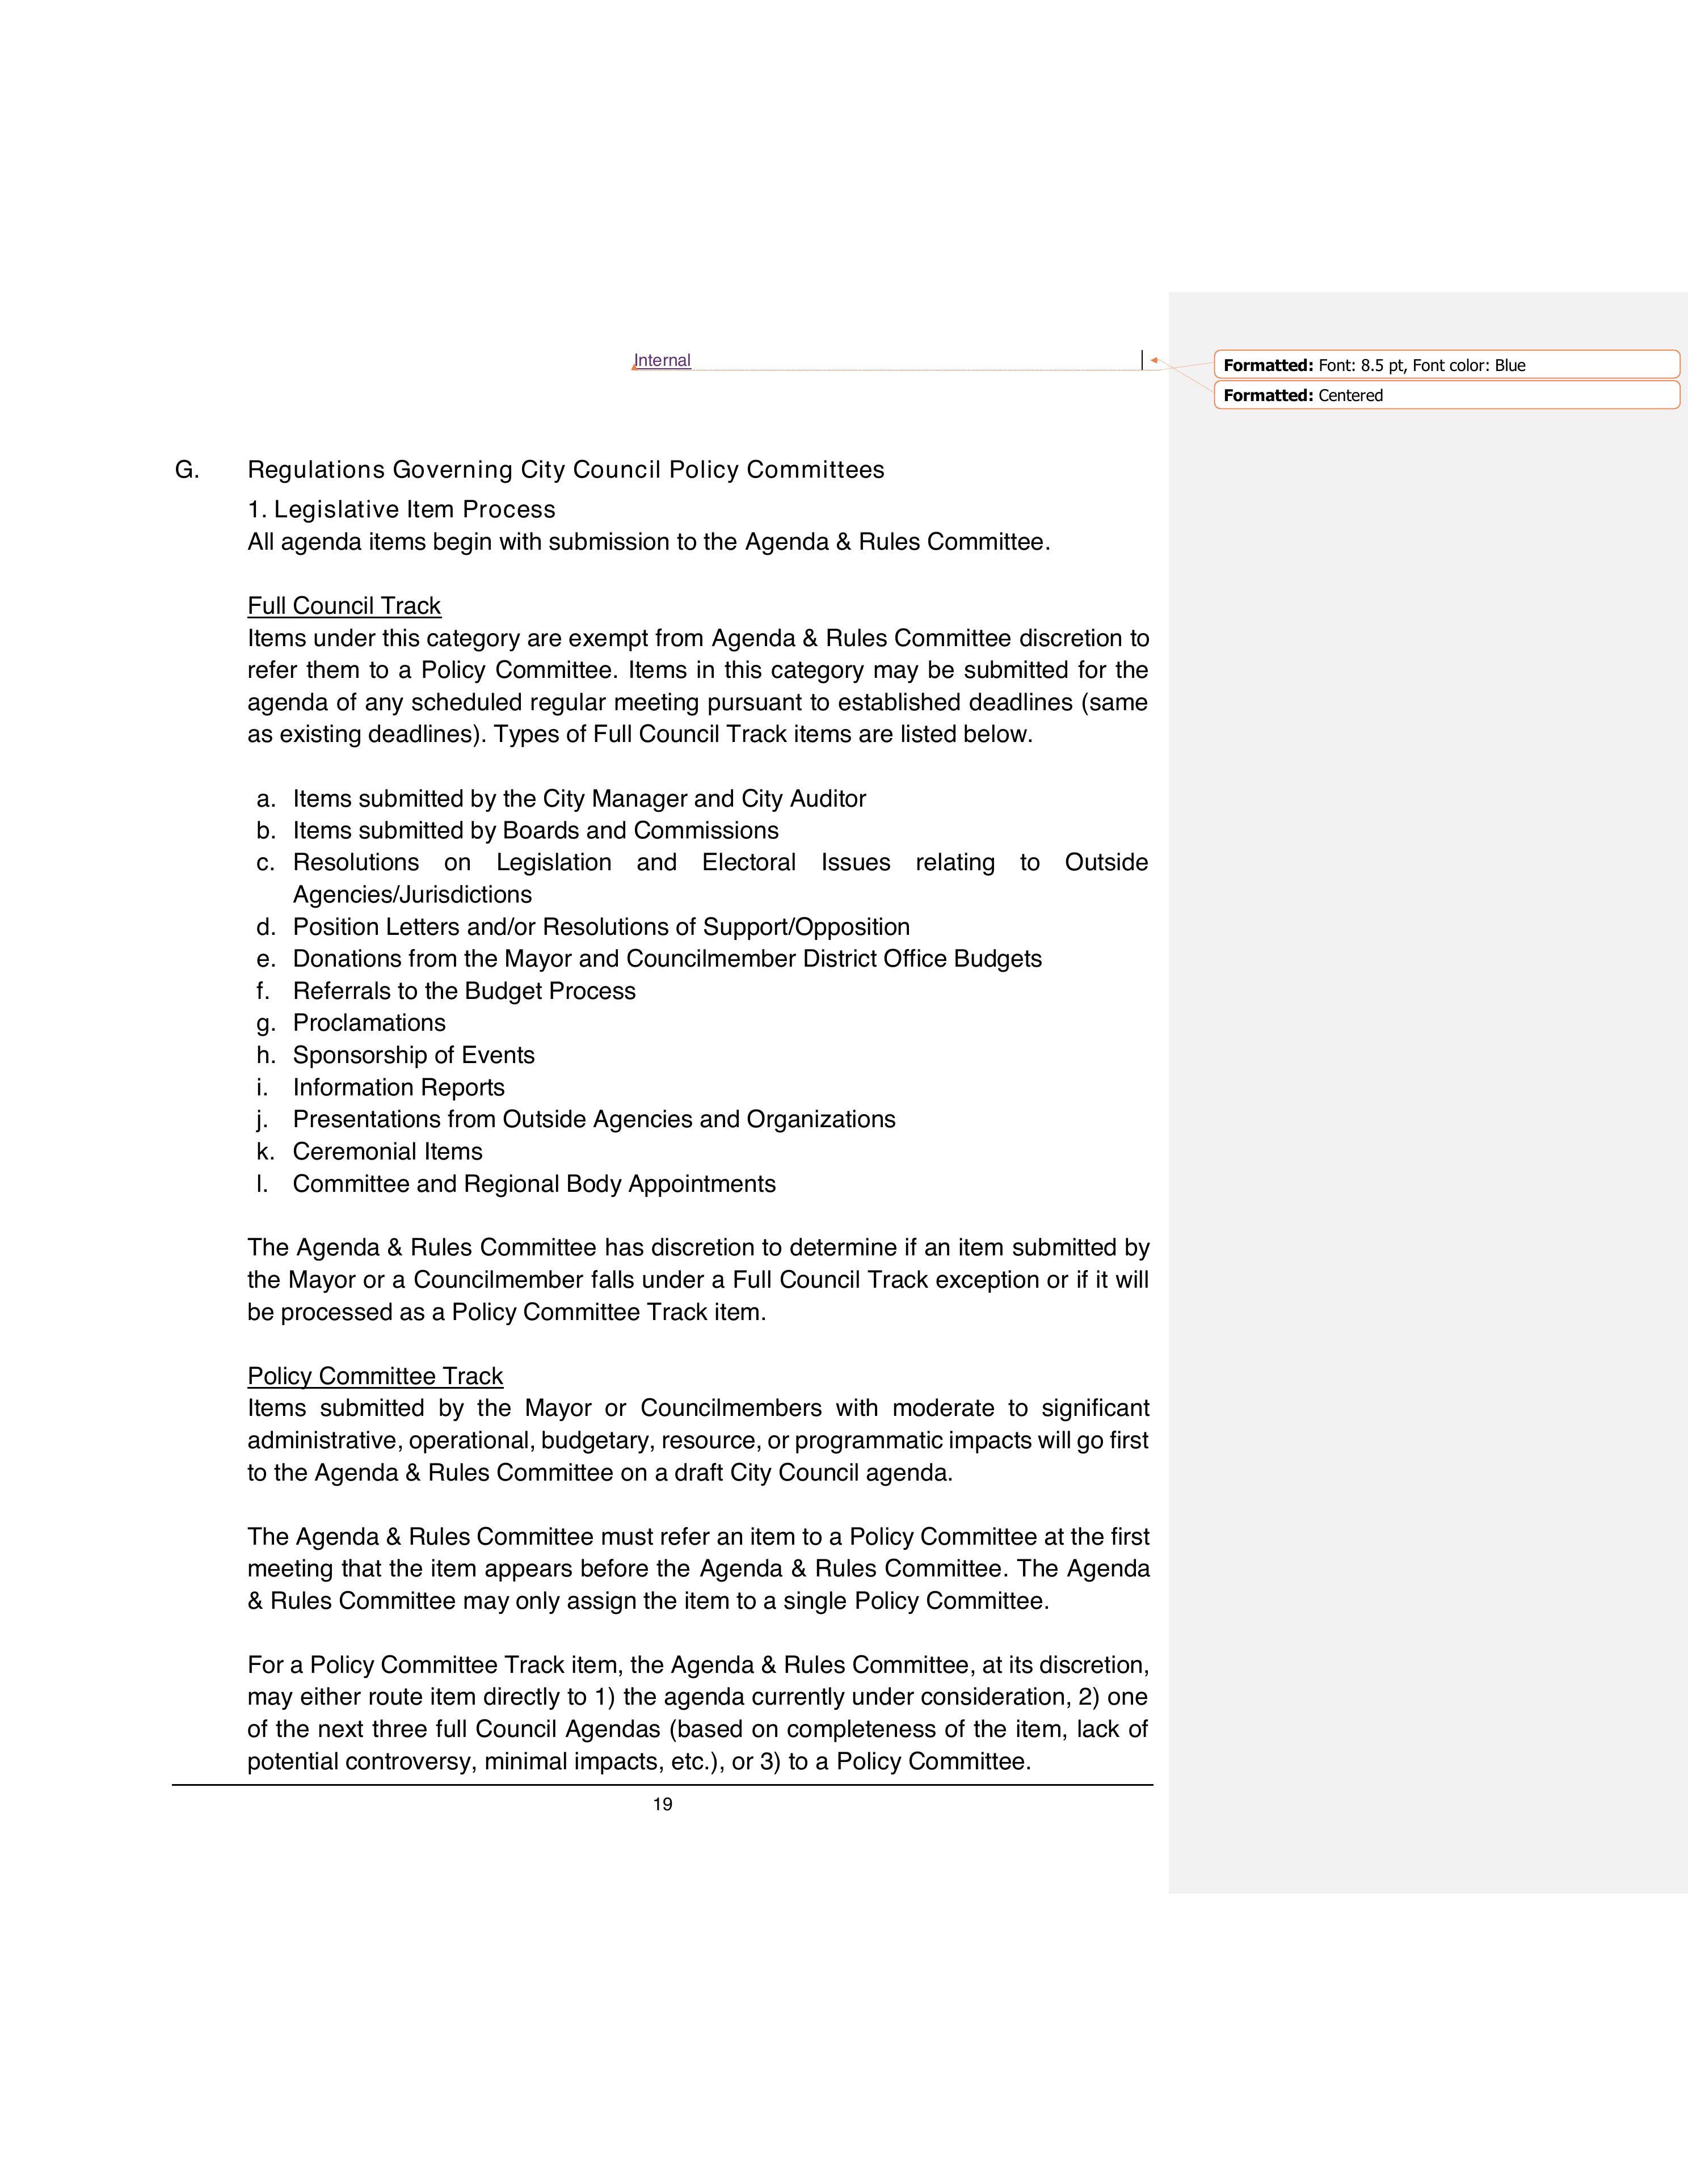 Internal
Formatted: Font: 8.5 pt, Font color: Blue
Formatted: Centered
G. Regulations Governing City Council Policy Committees
1. Legislative Item Process
All agenda items begin with submission to the Agenda & Rules Committee.
Full Council Track
Items under this category are exempt from Agenda & Rules Committee discretion to
refer them to a Policy Committee. Items in this category may be submitted for the
agenda of any scheduled regular meeting pursuant to established deadlines (same
as existing deadlines). Types of Full Council Track items are listed below.
a. Items submitted by the City Manager and City Auditor
b. Items submitted by Boards and Commissions
c. Resolutions on Legislation and Electoral Issues relating to Outside
Agencies/Jurisdictions
d. Position Letters and/or Resolutions of Support/Opposition
e. Donations from the Mayor and Councilmember District Office Budgets
f. Referrals to the Budget Process
g. Proclamations
h. Sponsorship of Events
i. Information Reports
j. Presentations from Outside Agencies and Organizations
k. Ceremonial Items
l. Committee and Regional Body Appointments
The Agenda & Rules Committee has discretion to determine if an item submitted by
the Mayor or a Councilmember falls under a Full Council Track exception or if it will
be processed as a Policy Committee Track item.
Policy Committee Track
Items submitted by the Mayor or Councilmembers with moderate to significant
administrative, operational, budgetary, resource, or programmatic impacts will go first
to the Agenda & Rules Committee on a draft City Council agenda.
The Agenda & Rules Committee must refer an item to a Policy Committee at the first
meeting that the item appears before the Agenda & Rules Committee. The Agenda
& Rules Committee may only assign the item to a single Policy Committee.
For a Policy Committee Track item, the Agenda & Rules Committee, at its discretion,
may either route item directly to 1) the agenda currently under consideration, 2) one
of the next three full Council Agendas (based on completeness of the item, lack of
potential controversy, minimal impacts, etc.), or 3) to a Policy Committee.
19